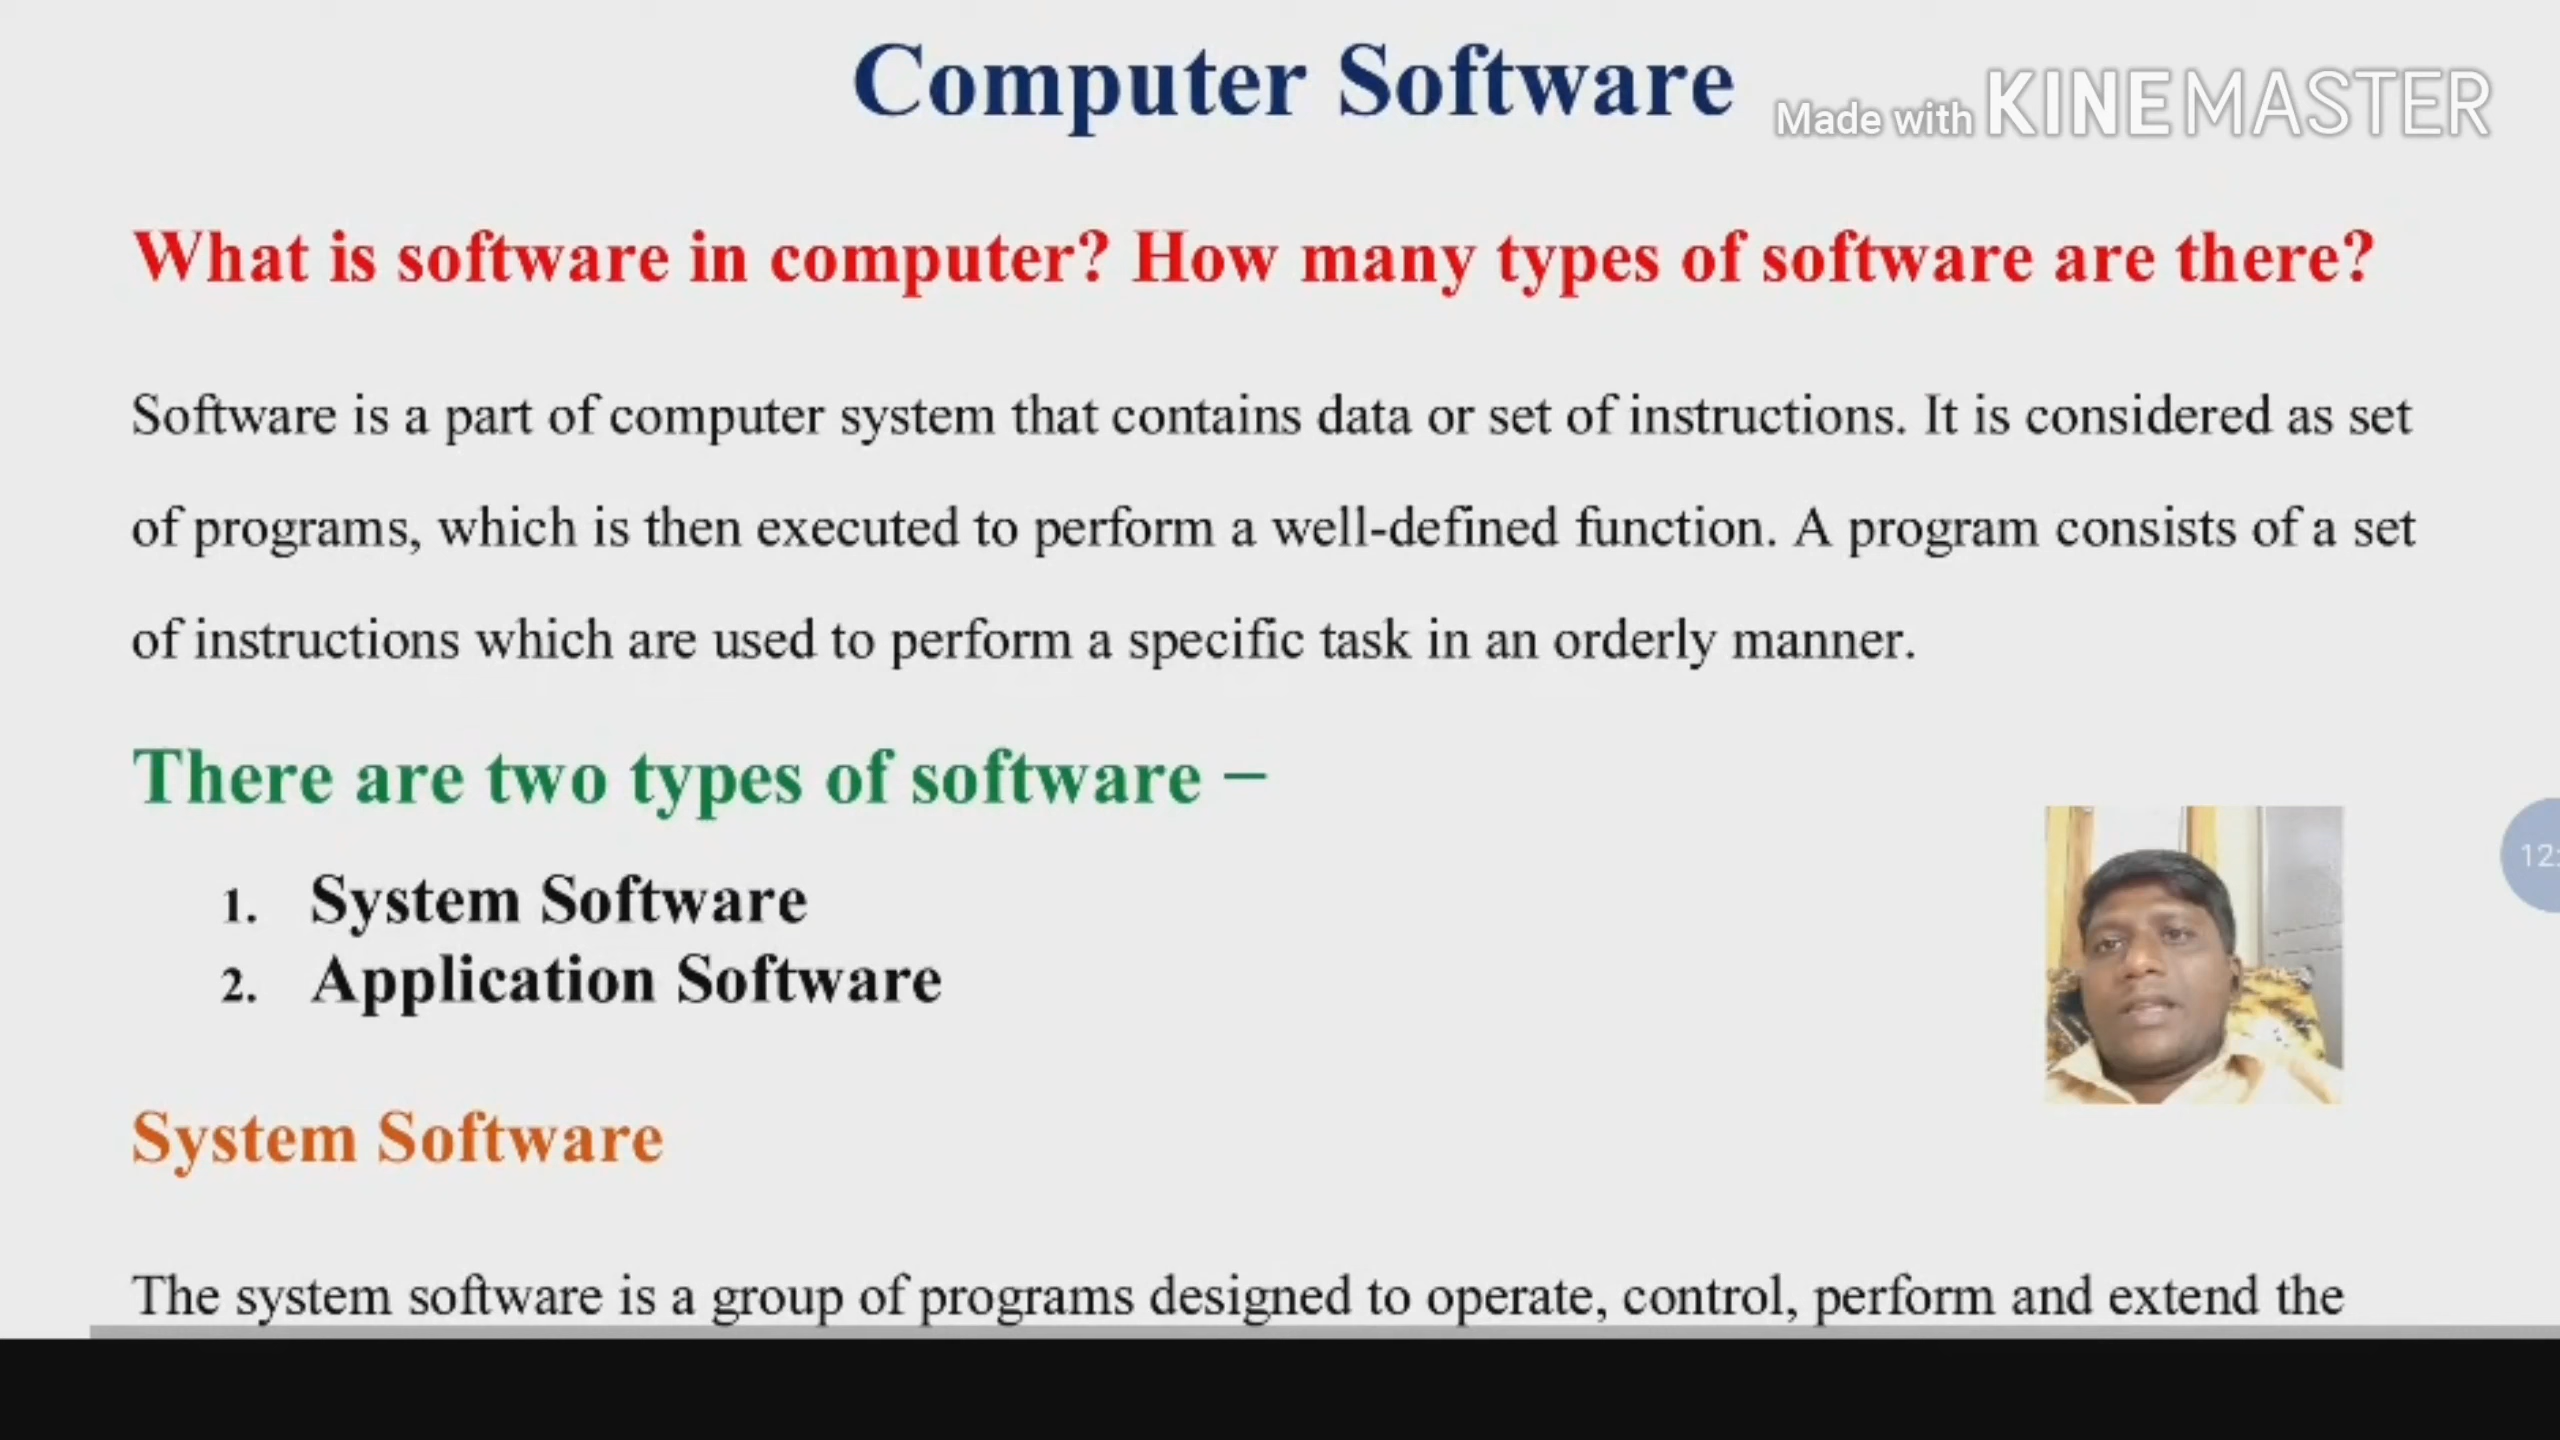 Computer Software
Made with KINEMASTER
What is software in computer? How many types of software are there?
Software is a part of computer system that contains data or set of instructions. It is considered as set
of programs, which is then executed to perform a well-defined function. A program consists of a set
of instructions which are used to perform a specific task in an orderly manner.
There are two types of software –
1. System Software
2. Application Software
12:
System Software
The system software is a group of programs designed to operate, control, perform and extend the